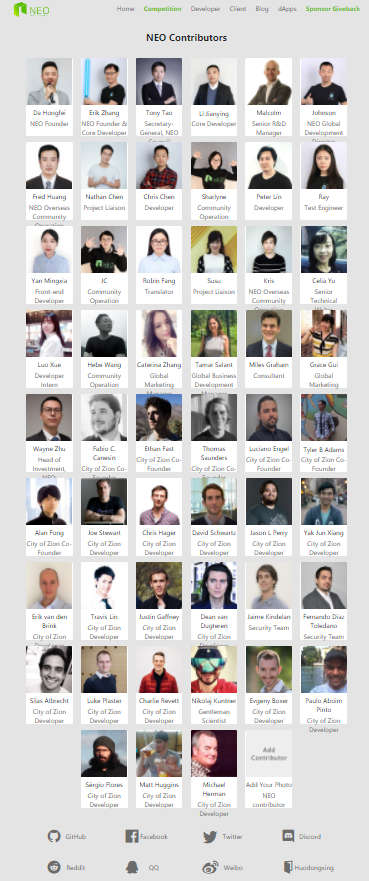 NEO
Home Competition Developer Client Blog dApps Sponsor Giveback
NEO Contributors
Da Hongfei
NEO Founder
Erik Zhang
NEO Founder &
Core Developer
Tony Tao
Secretary-
General, NEO
Council
Li Jianying
Core Developer
Malcolm
Senior R&D
Manager
Johnson
NEO Global
Development
Director
Fred Huang
NEO Overseas
Community
Operation
Nathan Chen
Project Liaison
Chris Chen
Developer
Sharlyne
Community
Operation
Peter Lin
Developer
Ray
Test Engineer
Yan Mingxia
Front-end
Developer
JC
Community
Operation
Robin Fang
Translator
Susu
Project Liaison
Kris
NEO Overseas
Community
Operation
Celia Yu
Senior
Technical
Luo Xue
Developer
Intern
Hebe Wang
Community
Operation
Caterina Zhang
Global
Marketing
Manager
Tamar Salant
Global Business
Development
Manager
Miles Graham
Consultant
Grace Gui
Global
Marketing
Wayne Zhu
Head of
Investment,
NEO
Fabio C.
Canesin
City of Zion Co-
Founder
Ethan Fast
City of Zion Co-
Founder
Thomas
Saunders
City of Zion Co-
Founder
Luciano Engel
City of Zion Co-
Founder
Tyler B Adams
City of Zion Co-
Founder
Alan Fong
City of Zion Co-
Founder
Joe Stewart
City of Zion
Developer
Chris Hager
City of Zion
Developer
David Schwartz
City of Zion
Developer
Jason L Perry
City of Zion
Developer
Yak Jun Xiang
City of Zion
Developer
Erik van den
Brink
City of Zion
Developer
Travis Lin
City of Zion
Developer
Justin Gaffney
City of Zion
Developer
Dean van
Dugteren
City of Zion
Developer
Jaime Kindelan
Security Team
Fernando Díaz
Toledano
Security Team
Silas Albrecht
City of Zion
Developer
Luke Plaster
City of Zion
Developer
Charlie Revett
City of Zion
Developer
Nikolaj Kuntner
Gentleman
Scientist
Evgeny Boxer
City of Zion
Developer
Paulo Aboim
Pinto
City of Zion
Developer
Sérgio Flores
City of Zion
Developer
Matt Huggins
City of Zion
Developer
Michael
Herman
City of Zion
Developer
Add
Contributor
Add Your Photo
NEO
contributor
GitHub Facebook Twitter Discord
Reddit QQ Weibo Huodongxing